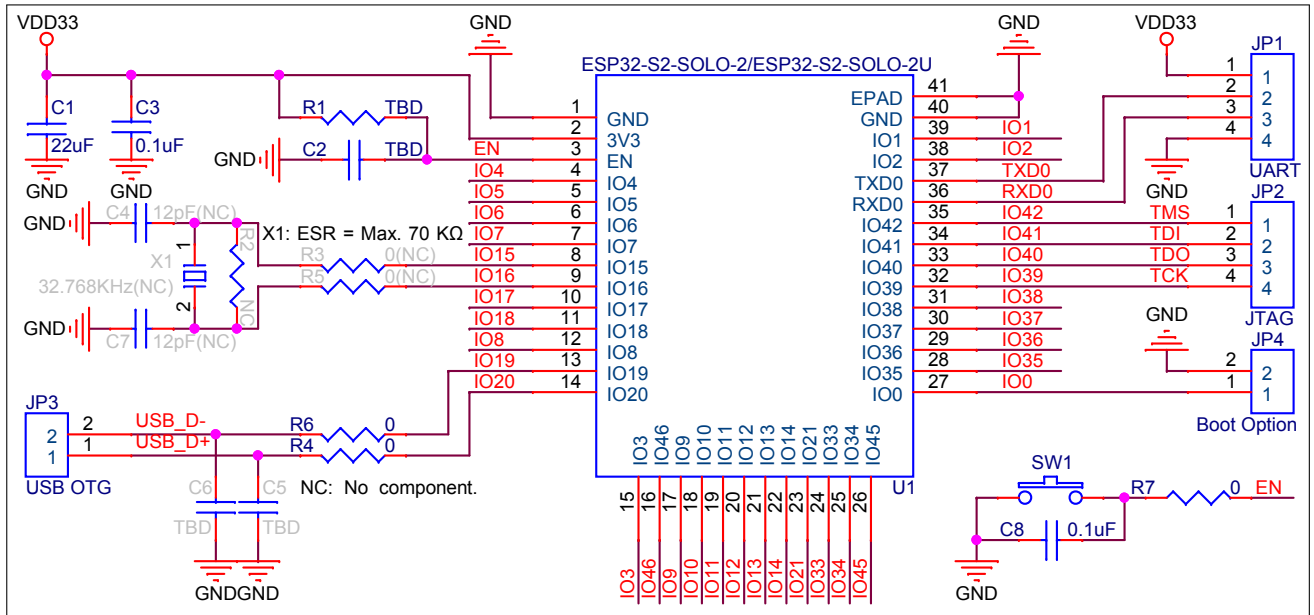 VDD33
GND
GND
VDD33
JP1
ESP32-S2-SOLO-2/ESP32-S2-SOLO-2U
C1
22uF
GND
C3
0.1uF
GND
R1 TBD
GND C2 TBD
EN
IO4
IO5
IO6
IO7
IO15
IO16
IO17
IO18
IO8
IO19
IO20
1 GND
2 3V3
3 EN
4 IO4
5 IO5
6 IO6
7 IO7
8 IO15
9 IO16
10 IO17
11 IO18
12 IO8
13 IO19
14 IO20
GND C4 12pF(NC)
X1: ESR = Max. 70 KΩ
1
X1
32.768KHz(NC)
2
R2
NC
R3 0(NC)
R5 0(NC)
GND C7 12pF(NC)
JP3
2 2 USB_D- R6 0
1 1 USB_D+ R4 0
USB OTG
C6
TBD
C5
TBD
NC: No component.
GND GND
EPAD 41
GND 40
IO1 39 IO1
IO2 38 IO2
TXD0 37 TXD0
RXD0 36 RXD0
IO42 35 IO42 TMS
IO41 34 IO41 TDI
IO40 33 IO40 TDO
IO39 32 IO39 TCK
IO38 31 IO38
IO37 30 IO37
IO36 29 IO36
IO35 28 IO35
IO0 27 IO0
1 1
2 2
3 3
4 4
GND
UART
JP2
1 1
2 2
3 3
4 4
JTAG
GND
JP4
2 2
1 1
Boot Option
IO3 IO46 IO9 IO10 IO11 IO12 IO13 IO14 IO21 IO33 IO34 IO45
U1
15 16 17 18 19 20 21 22 23 24 25 26
IO3 IO46 IO9 IO10 IO11 IO12 IO13 IO14 IO21 IO33 IO34 IO45
SW1
R7 0 EN
C8 0.1uF
GND